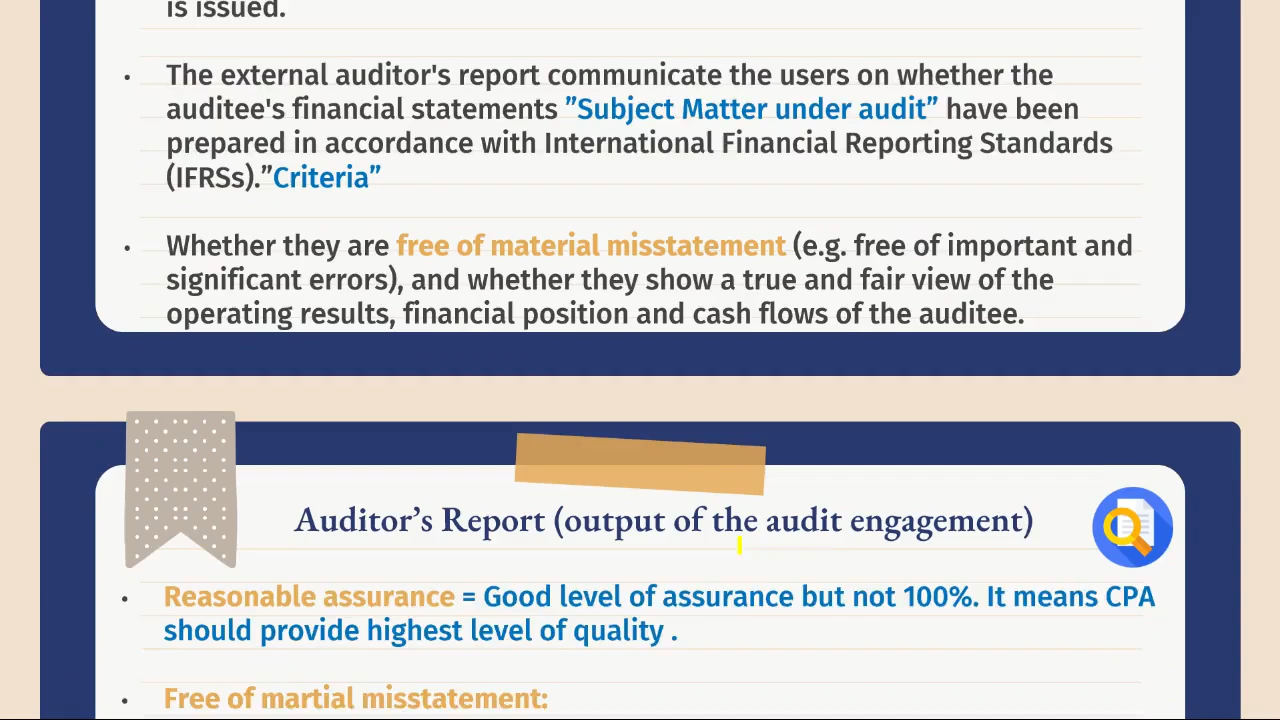 is issued.
• The external auditor's report communicate the users on whether the
auditee's financial statements ”Subject Matter under audit” have been
prepared in accordance with International Financial Reporting Standards
(IFRSs).”Criteria”
• Whether they are free of material misstatement (e.g. free of important and
significant errors), and whether they show a true and fair view of the
operating results, financial position and cash flows of the auditee.
Auditor’s Report (output of the audit engagement)
• Reasonable assurance = Good level of assurance but not 100%. It means CPA
should provide highest level of quality .
• Free of martial misstatement: